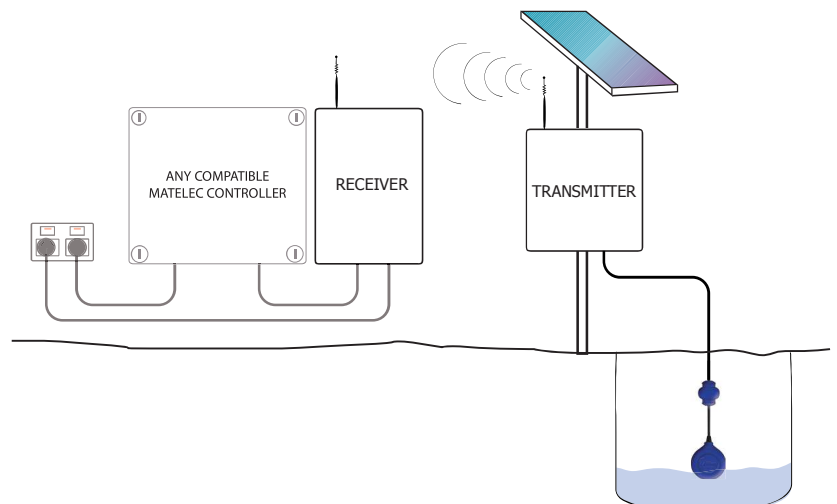 ANY COMPATIBLE
MATELEC CONTROLLER
RECEIVER
TRANSMITTER